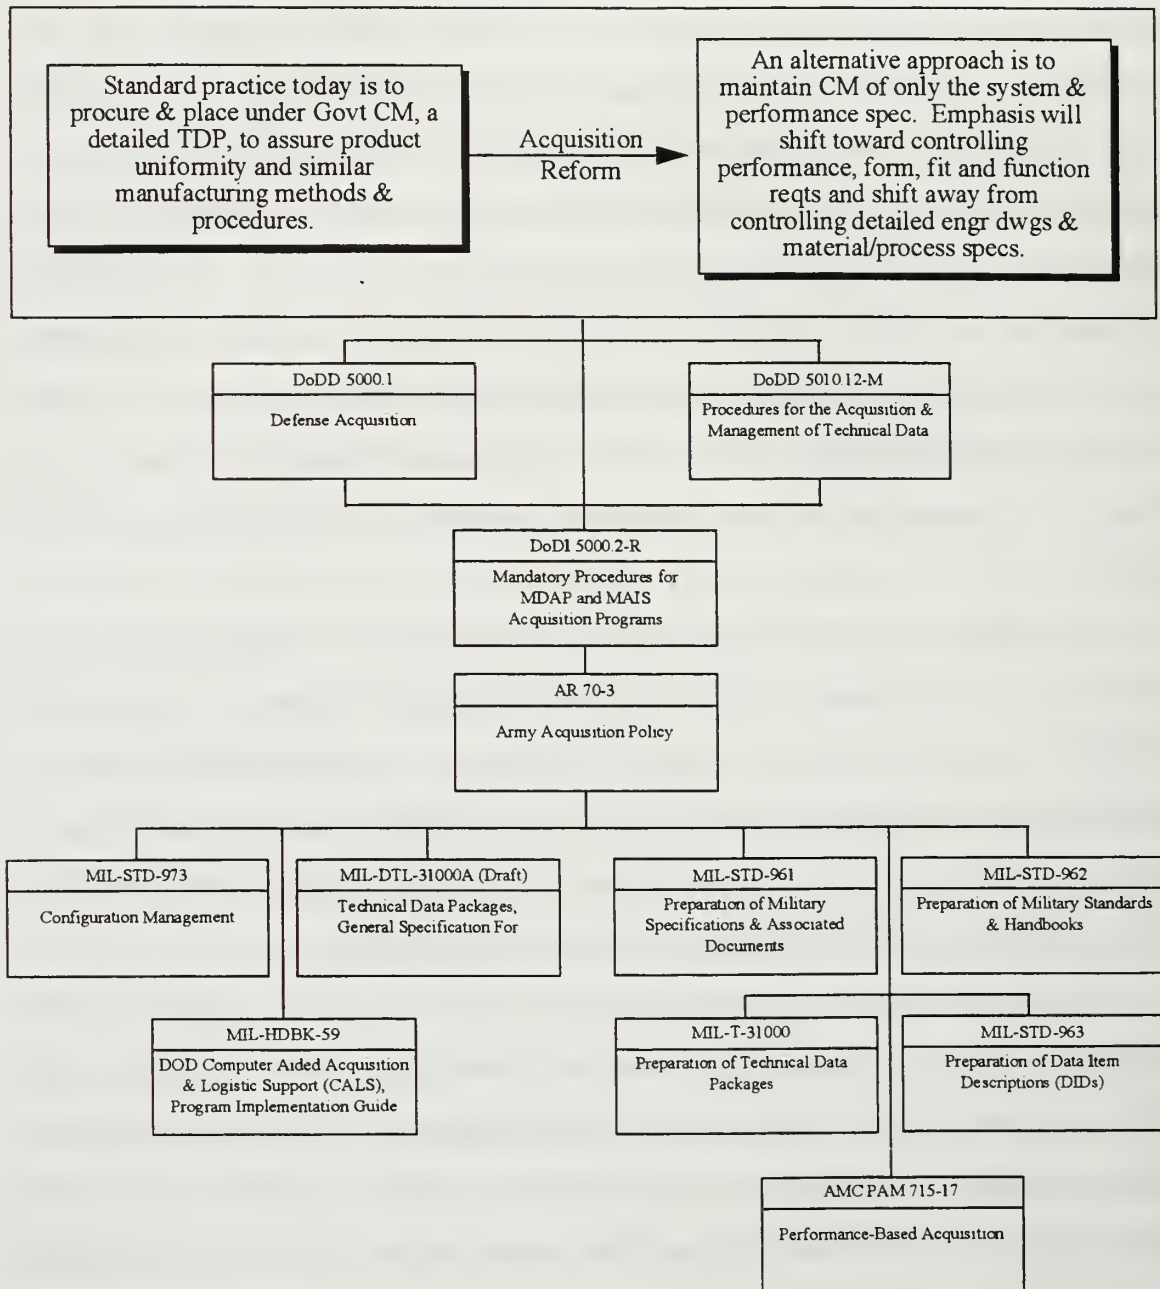 Standard practice today is to
procure & place under Govt CM, a
detailed TDP, to assure product
uniformity and similar
manufacturing methods &
procedures.
Acquisition
Reform
An alternative approach is to
maintain CM of only the system &
performance spec. Emphasis will
shift toward controlling
performance, form, fit and function
reqts and shift away from
controlling detailed engr dwgs &
material/process specs.
DoDD 5000.1
Defense Acquisition
DoDD 5010.12-M
Procedures for the Acquisition &
Management of Technical Data
DoDI 5000.2-R
Mandatory Procedures for
MDAP and MAIS
Acquisition Programs
AR 70-3
Army Acquisition Policy
MIL-STD-973
Configuration Management
MIL-DTL-31000A (Draft)
Technical Data Packages,
General Specification For
MIL-STD-961
Preparation of Military
Specifications & Associated
Documents
MIL-STD-962
Preparation of Military Standards
& Handbooks
MIL-HDBK-59
DOD Computer Aided Acquisition
& Logistic Support (CALS),
Program Implementation Guide
MIL-T-31000
Preparation of Technical Data
Packages
MIL-STD-963
Preparation of Data Item
Descriptions (DIDs)
AMC PAM 715-17
Performance-Based Acquisition